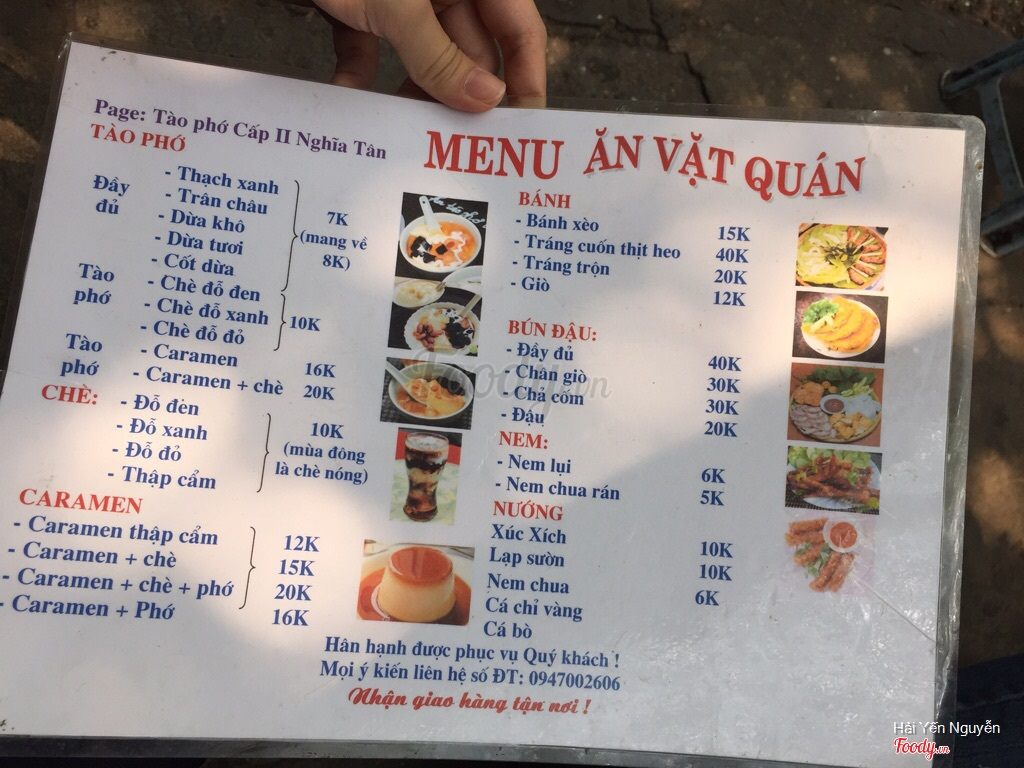 Page: Tào phớ Cấp II Nghĩa Tân
MENU ĂN VẶT QUÁN
TÀO PHỚ
Đầy đủ
- Thạch xanh
- Trân châu
- Dừa khô
- Dừa tươi
- Cốt dừa
7K
(mang về
8K)
Tào phớ
- Chè đỗ đen
- Chè đỗ xanh
- Chè đỗ đỏ
10K
Tào phớ
- Caramen 16K
- Caramen + chè 20K
CHÈ:
- Đỗ đèn
- Đỗ xanh
- Đỗ đỏ
- Thập cẩm
10K
(mùa đông
là chè nóng)
CARAMEN
- Caramen thập cẩm 12K
- Caramen + chè 15K
- Caramen + chè + phớ 20K
- Caramen + Phớ 16K
BÁNH
- Bánh xèo 15K
- Tráng cuốn thịt heo 40K
- Tráng trộn 20K
- Giò 12K
BÚN ĐẬU:
- Đầy đủ 40K
- Chân giò 30K
- Chả cốm 30K
- Đậu 20K
NEM:
- Nem lụi 6K
- Nem chua rán 5K
NƯỚNG
Xúc Xích 10K
Lạp sườn 10K
Nem chua 6K
Cá chỉ vàng
Cá bò
Hân hạnh được phục vụ Quý khách !
Mọi ý kiến liên hệ số ĐT: 0947002606
Nhận giao hàng tận nơi !
Foody.vn
Hải Yến Nguyễn
Foody.vn